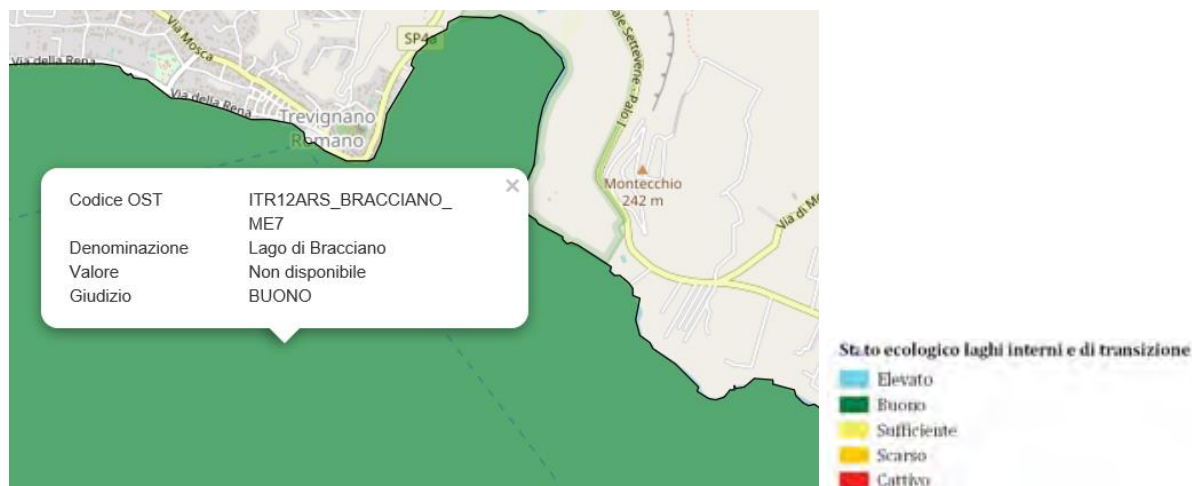 Via Mosca
SP4a
Via della Rena
Via della Rena
Trevignano
Romano
Montecchio
242 m
Codice OST ITR12ARS_BRACCIANO_
ME7
Denominazione Lago di Bracciano
Valore Non disponibile
Giudizio BUONO
×
Stato ecologico laghi interni e di transizione
Elevato
Buono
Sufficiente
Scarso
Cattivo